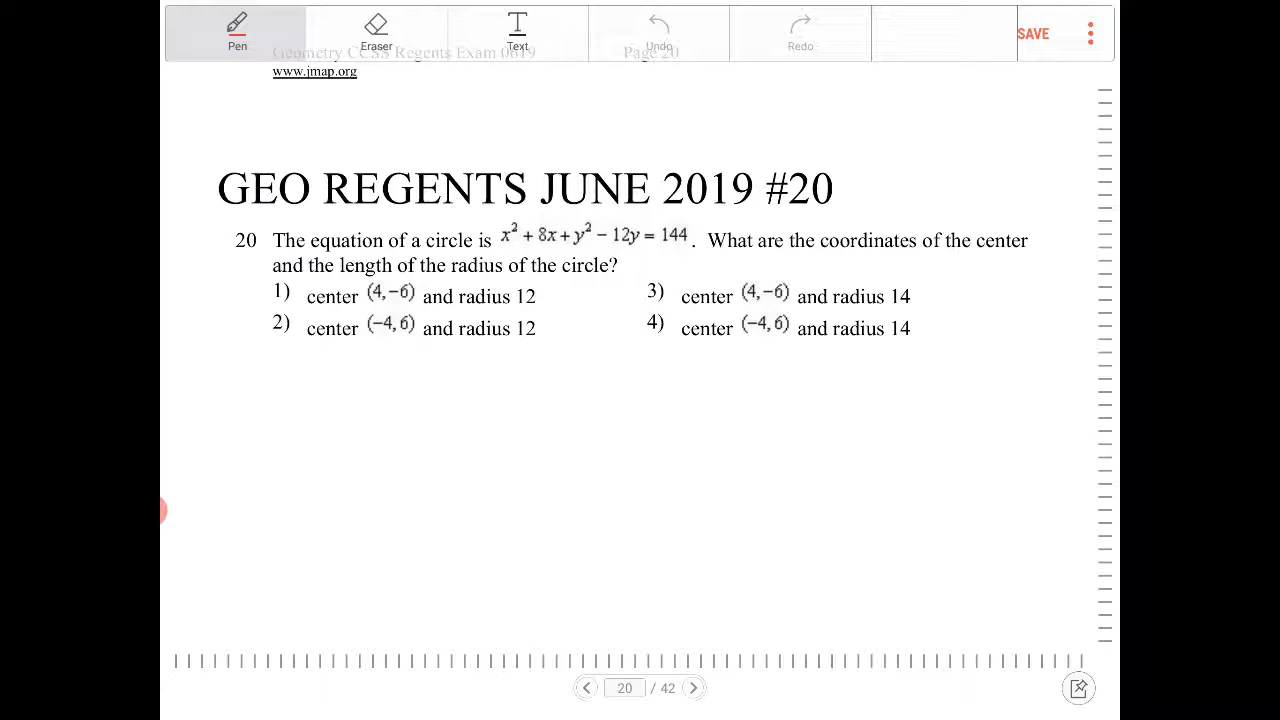 Pen
Eraser
Text
Undo
Redo
SAVE
Geometry CCSS Regents Exam 0619 Page 20
www.jmap.org
GEO REGENTS JUNE 2019 #20
20 The equation of a circle is x² + 8x + y² − 12y = 144. What are the coordinates of the center
and the length of the radius of the circle?
1) center (4,−6) and radius 12
2) center (−4,6) and radius 12
3) center (4,−6) and radius 14
4) center (−4,6) and radius 14
20 / 42